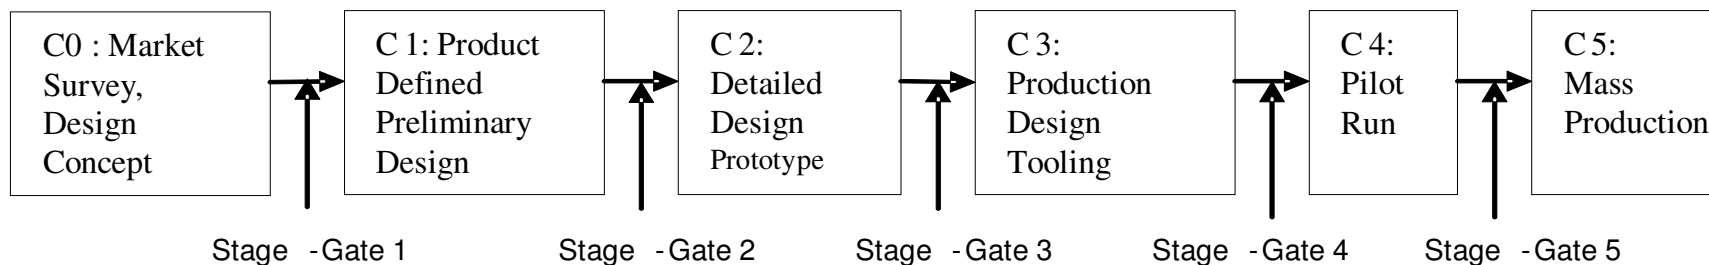 C0 : Market
Survey,
Design
Concept
C 1: Product
Defined
Preliminary
Design
C 2:
Detailed
Design
Prototype
C 3:
Production
Design
Tooling
C 4:
Pilot
Run
C 5:
Mass
Production
Stage -Gate 1
Stage -Gate 2
Stage -Gate 3
Stage -Gate 4
Stage -Gate 5